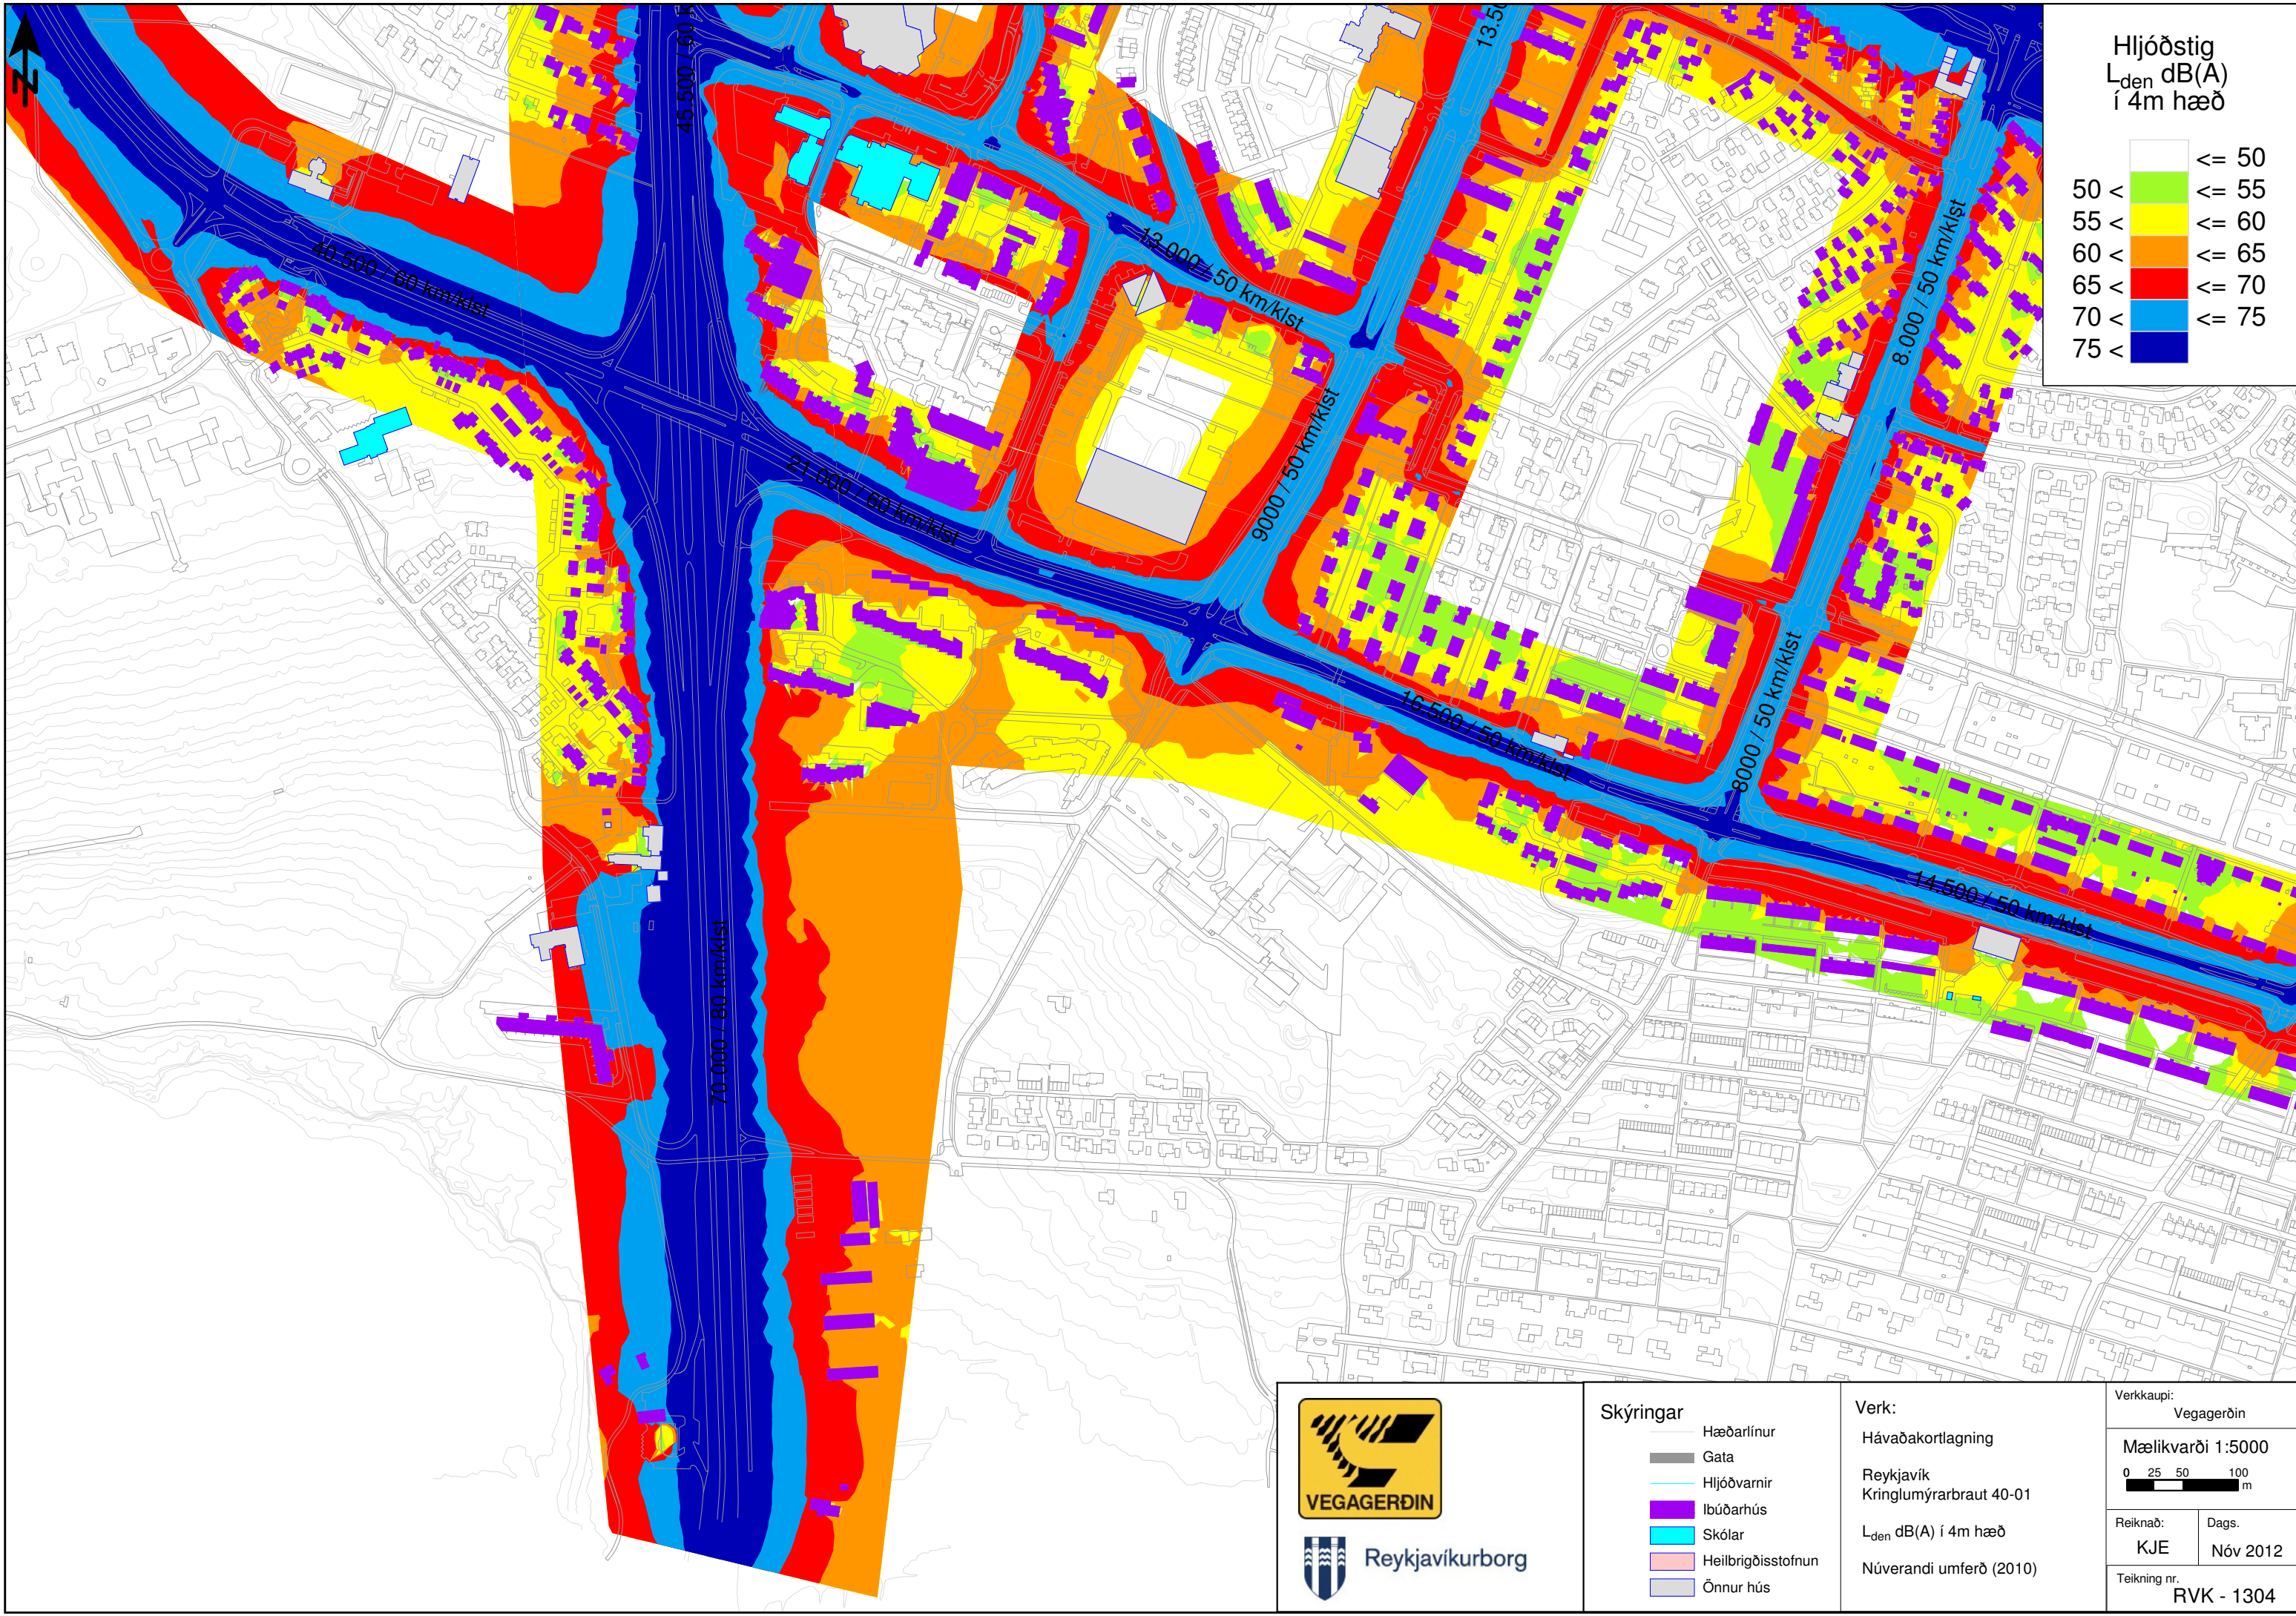 N
45.500 / 60
13.50
40.500 / 60 km/klst
13.000 / 50 km/klst
8.000 / 50 km/klst
21.000 / 60 km/klst
9000 / 50 km/klst
16.500 / 50 km/klst
8000 / 50 km/klst
14.500 / 50 km/klst
70.000 / 80 km/klst
Hljóðstig
Lden dB(A)
í 4m hæð
<= 50
50 < <= 55
55 < <= 60
60 < <= 65
65 < <= 70
70 < <= 75
75 <
VEGAGERÐIN
Reykjavíkurborg
Skýringar
Hæðarlínur
Gata
Hljóðvarnir
Ibúðarhús
Skólar
Heilbrigðisstofnun
Önnur hús
Verk:
Hávaðakortlagning
Reykjavík
Kringlumýrarbraut 40-01
Lden dB(A) í 4m hæð
Núverandi umferð (2010)
Verkkaupi:
Vegagerðin
Mælikvarði 1:5000
0 25 50 100
m
Reiknað:
KJE
Dags.
Nóv 2012
Teikning nr.
RVK - 1304